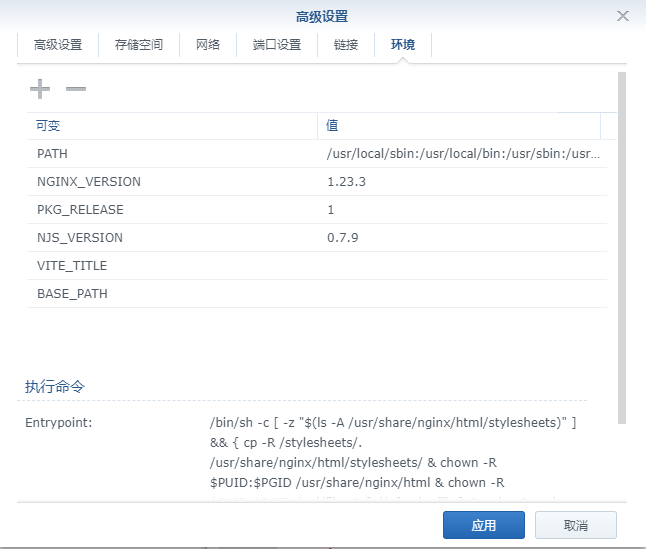 高级设置
高级设置 存储空间 网络 端口设置 链接 环境
可变 值
PATH /usr/local/sbin:/usr/local/bin:/usr/sbin:/usr...
NGINX_VERSION 1.23.3
PKG_RELEASE 1
NJS_VERSION 0.7.9
VITE_TITLE
BASE_PATH
执行命令
Entrypoint: /bin/sh -c [ -z "$(ls -A /usr/share/nginx/html/stylesheets)" ]
&& { cp -R /stylesheets/.
/usr/share/nginx/html/stylesheets/ & chown -R
$PUID:$PGID /usr/share/nginx/html & chown -R
应用 取消